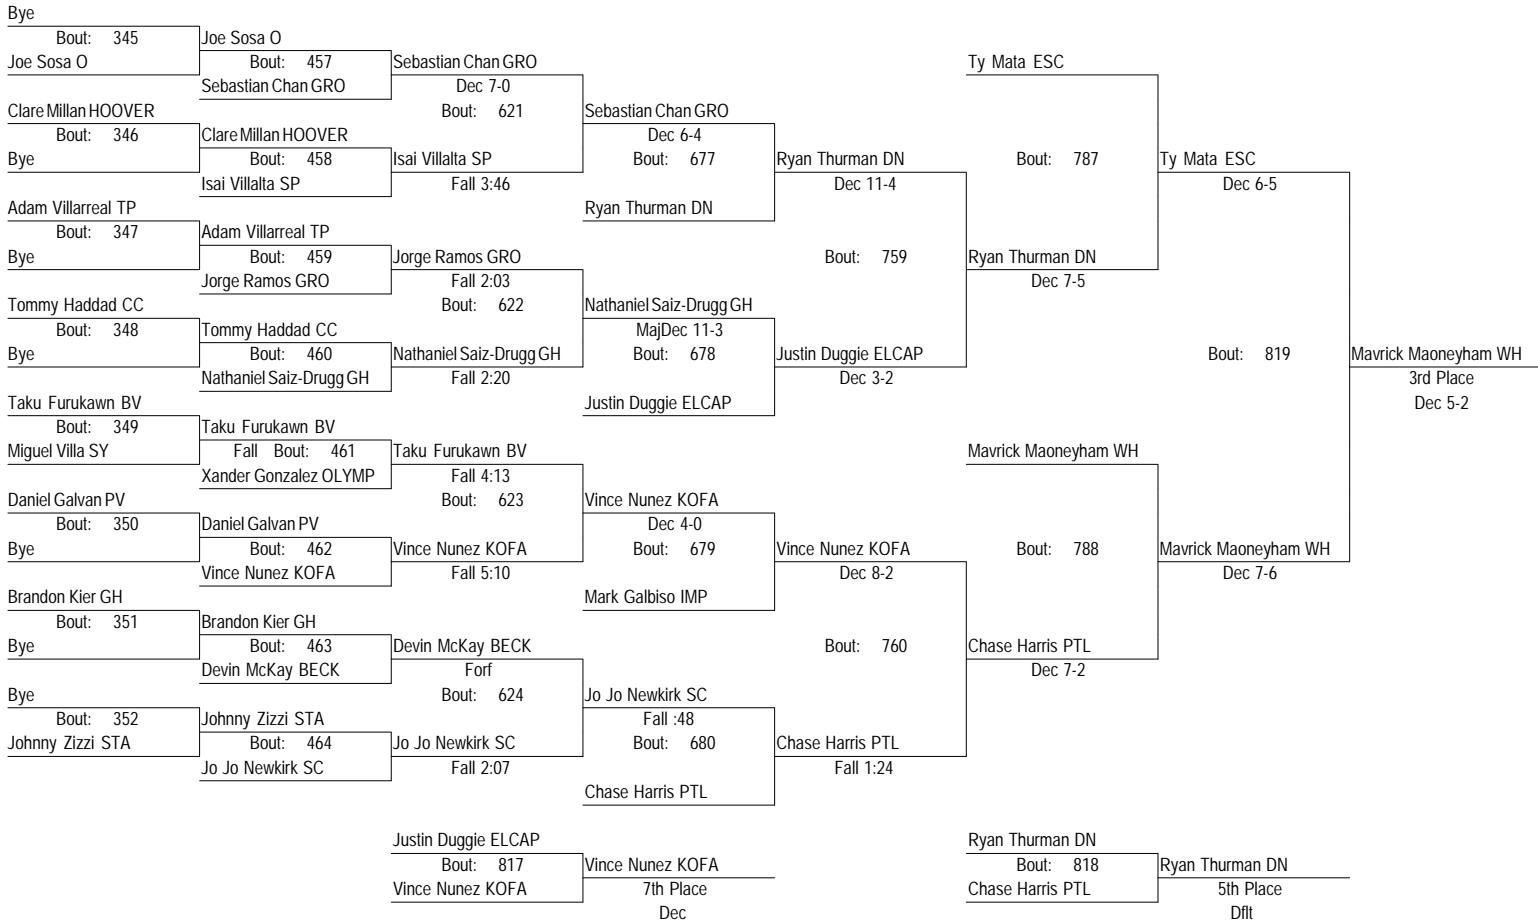 Bye
Bout: 345
Joe Sosa O
Joe Sosa O
Bout: 457
Sebastian Chan GRO
Sebastian Chan GRO
Dec 7-0
Bout: 621
Clare Millan HOOVER
Bout: 346
Bye
Clare Millan HOOVER
Bout: 458
Isai Villalta SP
Isai Villalta SP
Fall 3:46
Sebastian Chan GRO
Dec 6-4
Bout: 677
Ryan Thurman DN
Ryan Thurman DN
Dec 11-4
Adam Villarreal TP
Bout: 347
Bye
Adam Villarreal TP
Bout: 459
Jorge Ramos GRO
Jorge Ramos GRO
Fall 2:03
Bout: 622
Tommy Haddad CC
Bout: 348
Bye
Tommy Haddad CC
Bout: 460
Nathaniel Saiz-Drugg GH
Nathaniel Saiz-Drugg GH
Fall 2:20
Nathaniel Saiz-Drugg GH
MajDec 11-3
Bout: 678
Justin Duggie ELCAP
Justin Duggie ELCAP
Dec 3-2
Bout: 759
Ryan Thurman DN
Dec 7-5
Ty Mata ESC
Bout: 787
Ty Mata ESC
Dec 6-5
Taku Furukawn BV
Bout: 349
Miguel Villa SY
Taku Furukawn BV
Fall Bout: 461
Xander Gonzalez OLYMP
Taku Furukawn BV
Fall 4:13
Bout: 623
Daniel Galvan PV
Bout: 350
Bye
Daniel Galvan PV
Bout: 462
Vince Nunez KOFA
Vince Nunez KOFA
Fall 5:10
Vince Nunez KOFA
Dec 4-0
Bout: 679
Mark Galbiso IMP
Vince Nunez KOFA
Dec 8-2
Brandon Kier GH
Bout: 351
Bye
Brandon Kier GH
Bout: 463
Devin McKay BECK
Devin McKay BECK
Forf
Bout: 624
Bye
Bout: 352
Johnny Zizzi STA
Johnny Zizzi STA
Bout: 464
Jo Jo Newkirk SC
Jo Jo Newkirk SC
Fall 2:07
Jo Jo Newkirk SC
Fall :48
Bout: 680
Chase Harris PTL
Chase Harris PTL
Fall 1:24
Bout: 760
Chase Harris PTL
Dec 7-2
Mavrick Maoneyham WH
Bout: 788
Mavrick Maoneyham WH
Dec 7-6
Bout: 819
Mavrick Maoneyham WH
3rd Place
Dec 5-2
Justin Duggie ELCAP
Bout: 817
Vince Nunez KOFA
Vince Nunez KOFA
7th Place
Dec
Ryan Thurman DN
Bout: 818
Chase Harris PTL
Ryan Thurman DN
5th Place
Dflt